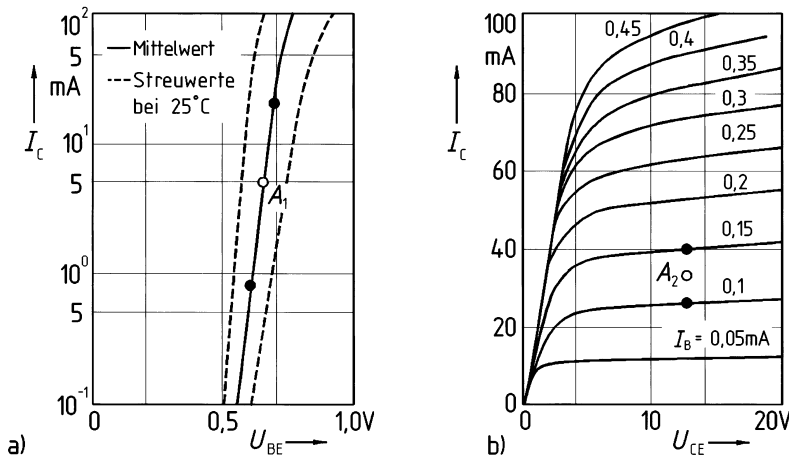 10²
5
mA
10¹
I_C
5
10⁰
5
10⁻¹
Mittelwert
Streuwerte
bei 25°C
A₁
0
0,5
1,0V
U_BE
a)
100
mA
80
I_C
60
40
20
0
0,45
0,4
0,35
0,3
0,25
0,2
0,15
A₂
0,1
I_B = 0,05mA
0
10
20V
U_CE
b)